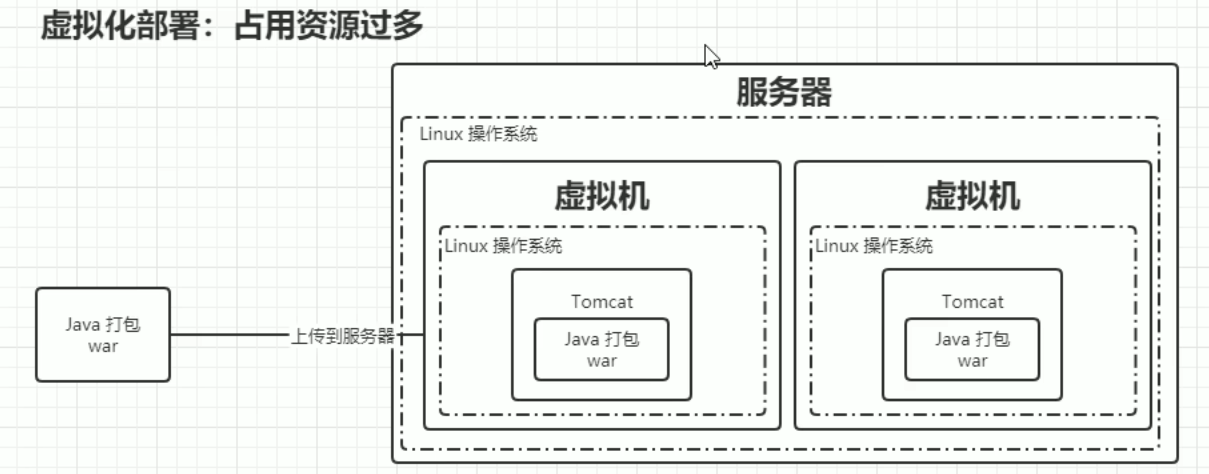 虚拟化部署：占用资源过多
服务器
Linux 操作系统
虚拟机
虚拟机
Linux 操作系统
Linux 操作系统
Tomcat
Tomcat
Java 打包
war
上传到服务器
Java 打包
war
Java 打包
war